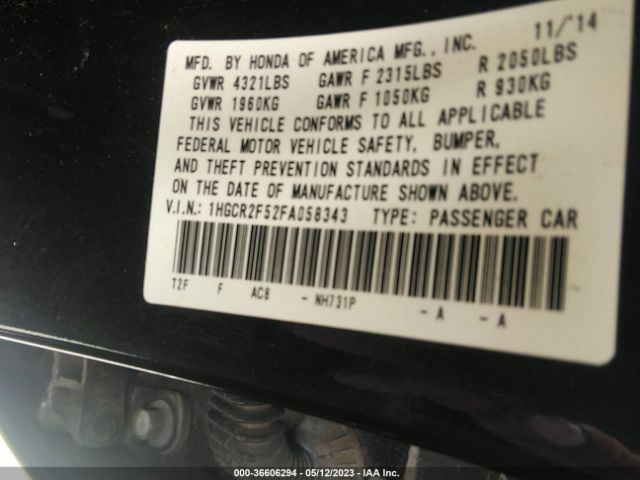 11/'14
MFD. BY HONDA OF AMERICA MFG., INC.
GVWR 4321LBS GAWR F 2315LBS R 2050LBS
GVWR 1960KG GAWR F 1050KG R 930KG
THIS VEHICLE CONFORMS TO ALL APPLICABLE
FEDERAL MOTOR VEHICLE SAFETY, BUMPER,
AND THEFT PREVENTION STANDARDS IN EFFECT
ON THE DATE OF MANUFACTURE SHOWN ABOVE.
V.I.N.: 1HGCR2F52FA058343 TYPE: PASSENGER CAR
T2F F AC8 - NH731P - A - A
000-36606294 - 05/12/2023 - IAA Inc.